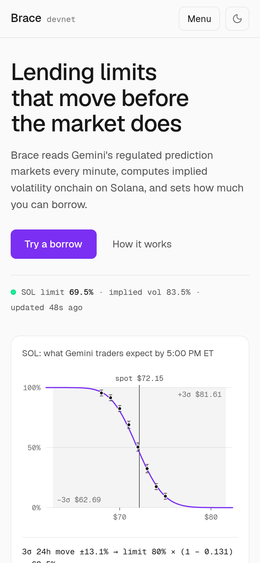 Brace devnet
Menu
Lending limits
that move before
the market does
Brace reads Gemini's regulated prediction
markets every minute, computes implied
volatility onchain on Solana, and sets how much
you can borrow.
Try a borrow
How it works
SOL limit 69.5% · implied vol 83.5% ·
updated 48s ago
SOL: what Gemini traders expect by 5:00 PM ET
spot $72.15
100%
+3σ $81.61
50%
-3σ $62.69
0%
$70
$80
3σ 24h move ±13.1% → limit 80% × (1 − 0.131)